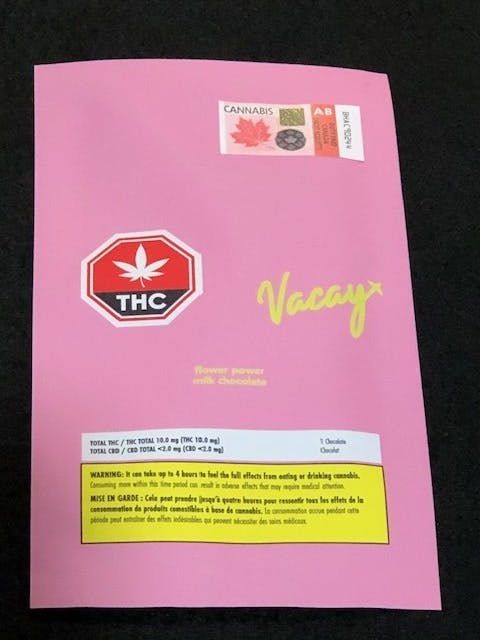 CANNABIS
AB
THC
Vacay
flower power
milk chocolate
TOTAL THC / THC TOTAL 10.0 mg (THC 10.0 mg)
1 Chocolate
TOTAL CBD / CBD TOTAL <2.0 mg (CBD <2.0 mg)
Chocolat
WARNING: It can take up to 4 hours to feel the full effects from eating or drinking cannabis.
Consuming more within this time period can result in adverse effects that may require medical attention.
MISE EN GARDE : Cela peut prendre jusqu'à quatre heures pour ressentir tous les effets de la
consommation de produits comestibles à base de cannabis. La consommation accrue pendant cette
période peut entraîner des effets indésirables qui peuvent nécessiter des soins médicaux.